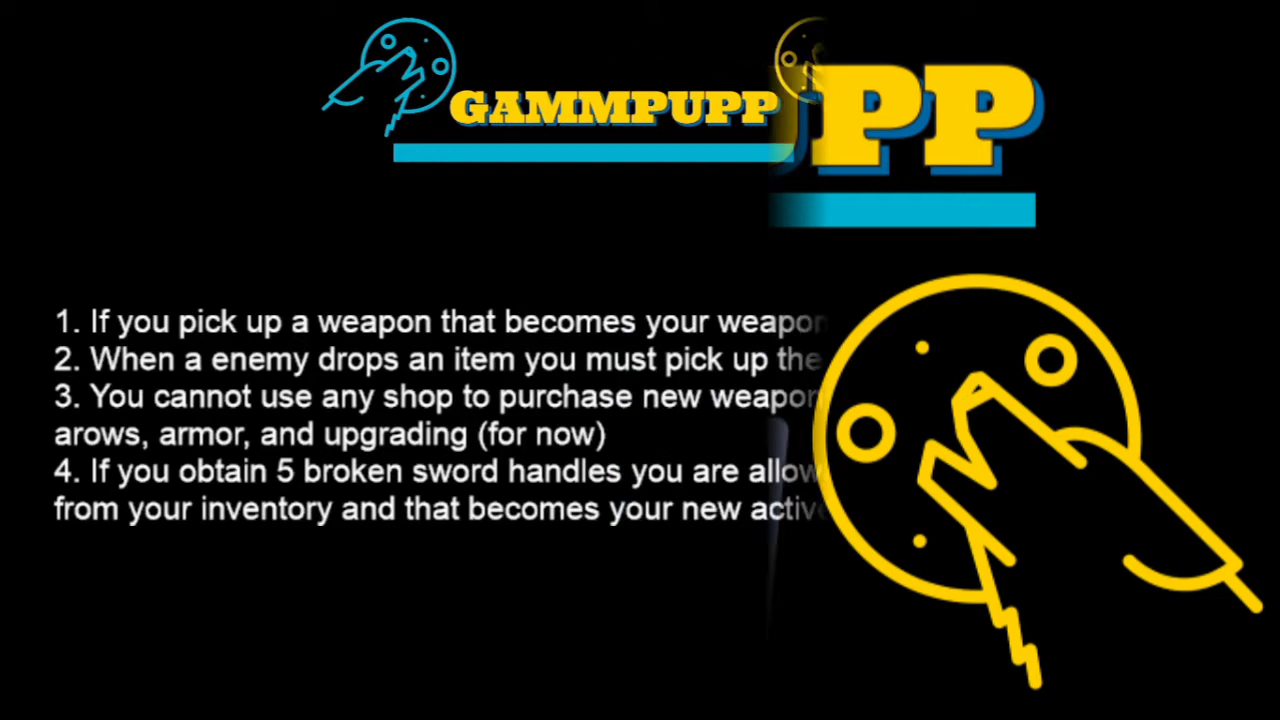 GAMMPUPP
PP
1. If you pick up a weapon that becomes your weapon
2. When a enemy drops an item you must pick up the
3. You cannot use any shop to purchase new weapon
arows, armor, and upgrading (for now)
4. If you obtain 5 broken sword handles you are allow
from your inventory and that becomes your new active